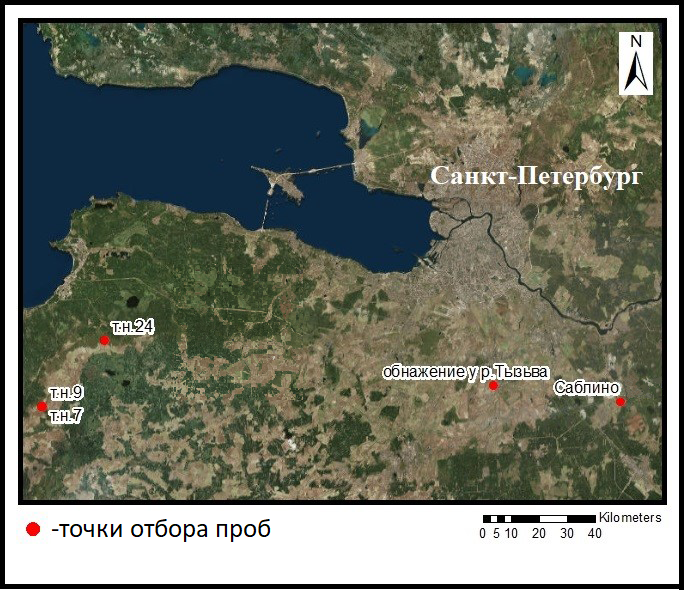 N
Санкт-Петербург
т.н.24
обнажение у р.Тызьва
Саблино
т.н.9
т.н.7
-точки отбора проб
Kilometers
0 5 10 20 30 40